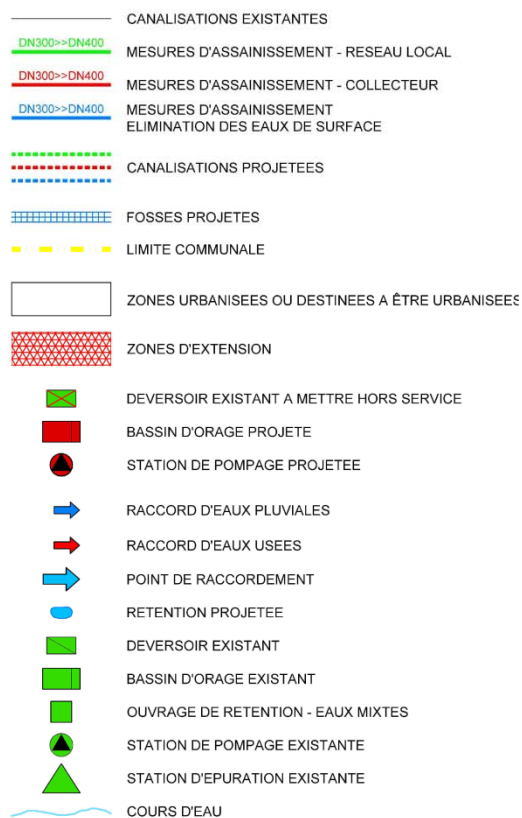 CANALISATIONS EXISTANTES
DN300>>DN400
MESURES D'ASSAINISSEMENT - RESEAU LOCAL
DN300>>DN400
MESURES D'ASSAINISSEMENT - COLLECTEUR
DN300>>DN400
MESURES D'ASSAINISSEMENT
ELIMINATION DES EAUX DE SURFACE
CANALISATIONS PROJETEES
FOSSES PROJETES
LIMITE COMMUNALE
ZONES URBANISEES OU DESTINEES A ÊTRE URBANISEES
ZONES D'EXTENSION
DEVERSOIR EXISTANT A METTRE HORS SERVICE
BASSIN D'ORAGE PROJETE
STATION DE POMPAGE PROJETEE
RACCORD D'EAUX PLUVIALES
RACCORD D'EAUX USEES
POINT DE RACCORDEMENT
RETENTION PROJETEE
DEVERSOIR EXISTANT
BASSIN D'ORAGE EXISTANT
OUVRAGE DE RETENTION - EAUX MIXTES
STATION DE POMPAGE EXISTANTE
STATION D'EPURATION EXISTANTE
COURS D'EAU